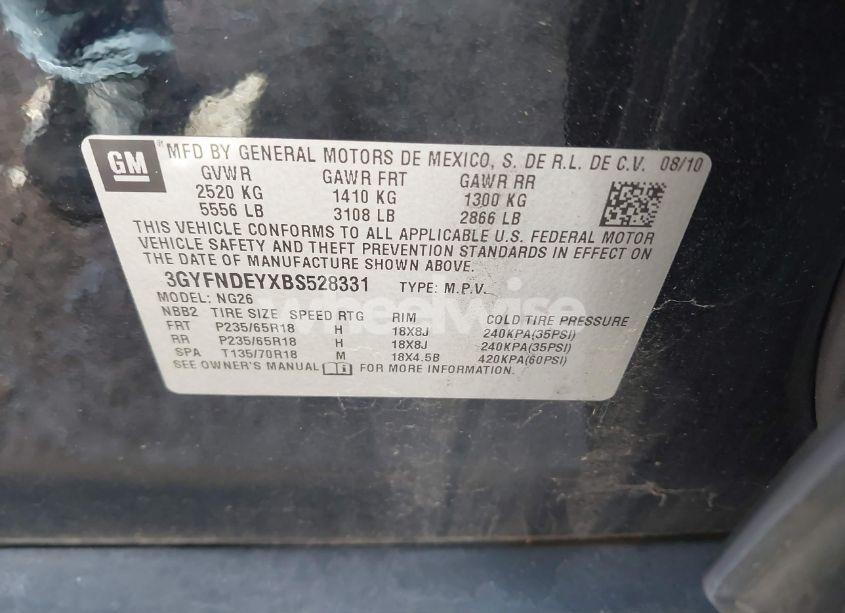 GM ® MFD BY GENERAL MOTORS DE MEXICO, S. DE R.L. DE C.V. 08/10
GVWR GAWR FRT GAWR RR
2520 KG 1410 KG 1300 KG
5556 LB 3108 LB 2866 LB
THIS VEHICLE CONFORMS TO ALL APPLICABLE U.S. FEDERAL MOTOR
VEHICLE SAFETY AND THEFT PREVENTION STANDARDS IN EFFECT ON
THE DATE OF MANUFACTURE SHOWN ABOVE.
3GYFNDEYXBS528331 TYPE: M.P.V.
MODEL: NG26
NBB2 TIRE SIZE SPEED RTG RIM COLD TIRE PRESSURE
FRT P235/65R18 H 18X8J 240KPA(35PSI)
RR P235/65R18 H 18X8J 240KPA(35PSI)
SPA T135/70R18 M 18X4.5B 420KPA(60PSI)
SEE OWNER'S MANUAL FOR MORE INFORMATION.
wheelwise